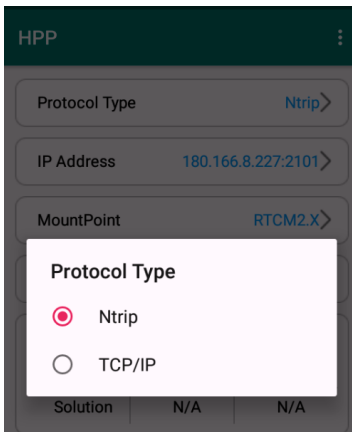 HPP
Protocol Type Ntrip
IP Address 180.166.8.227:2101
MountPoint RTCM2.X
Protocol Type
Ntrip
TCP/IP
Solution N/A N/A